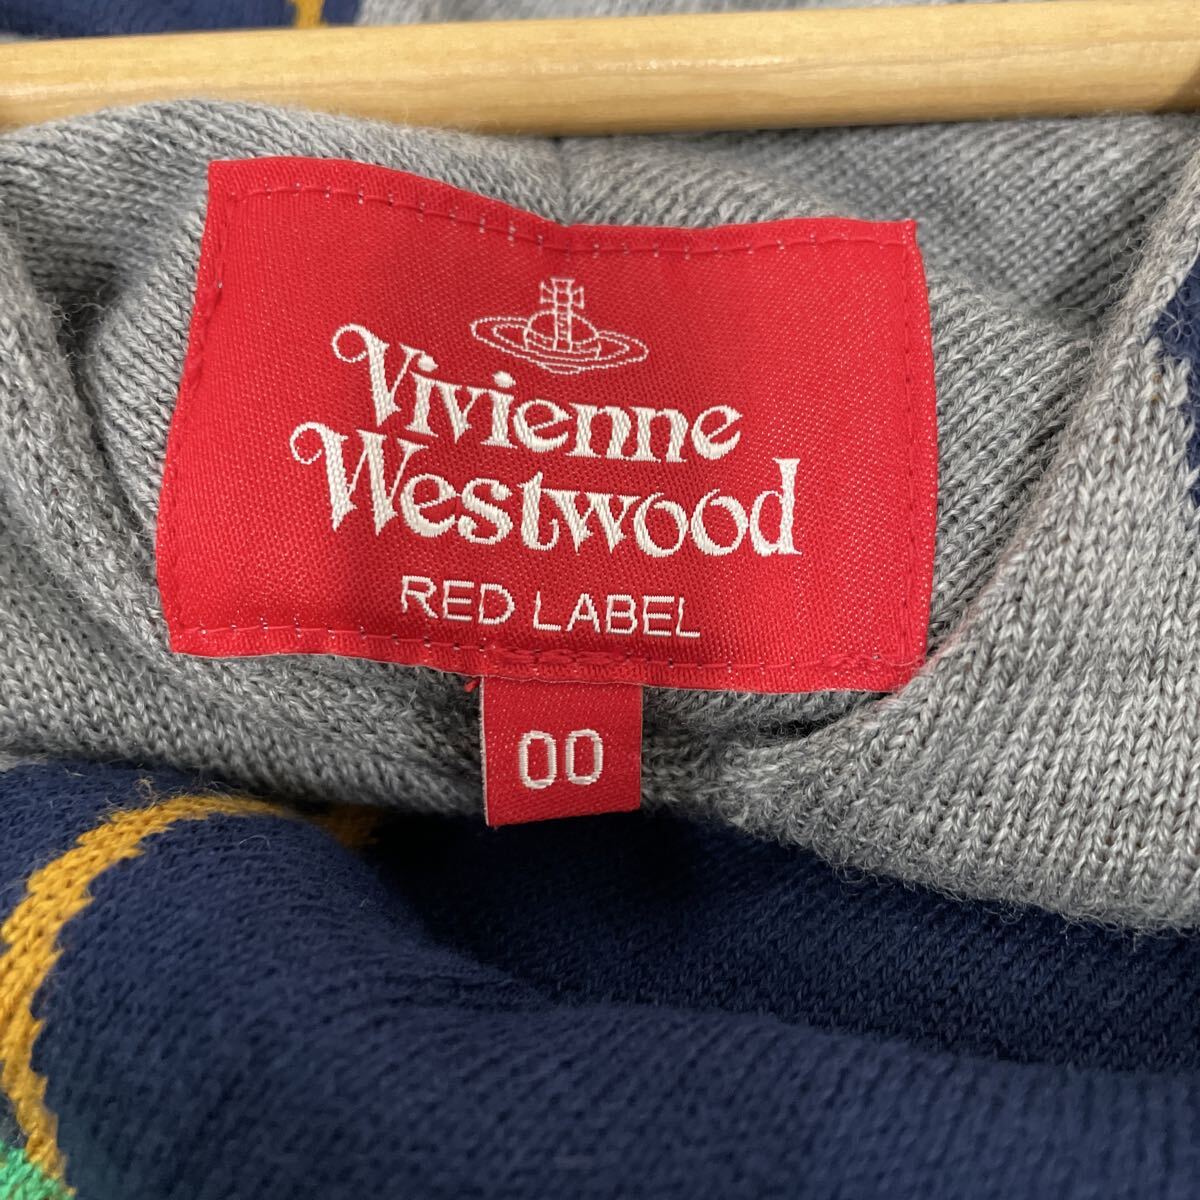 Vivienne
Westwood
RED LABEL
00